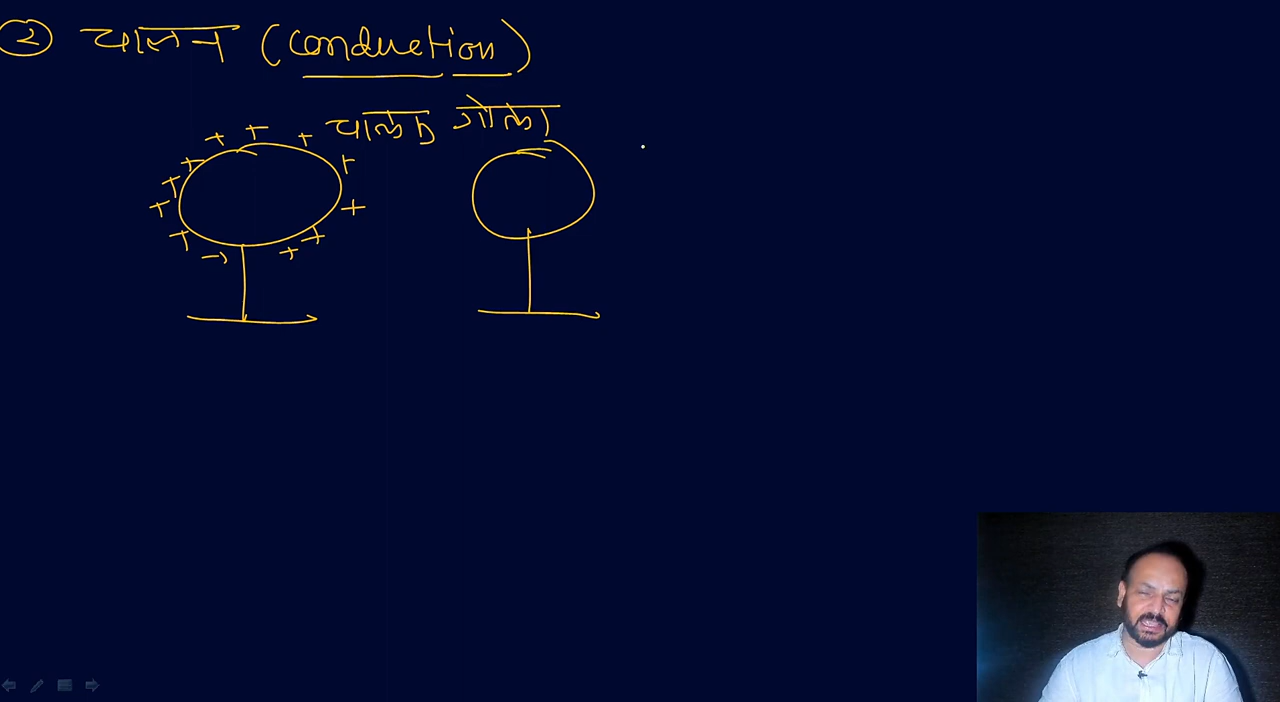 ② चालन (Conduction)
चालक गोला
+ + + + + + + + + + + +